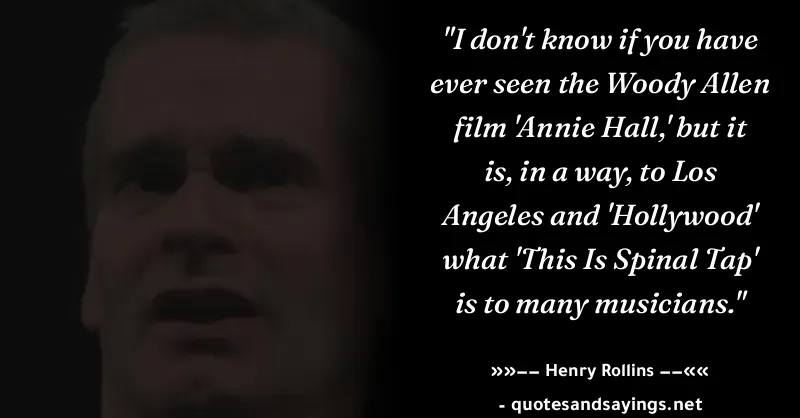 "I don't know if you have
ever seen the Woody Allen
film 'Annie Hall,' but it
is, in a way, to Los
Angeles and 'Hollywood'
what 'This Is Spinal Tap'
is to many musicians."
»»–– Henry Rollins ––««
- quotesandsayings.net